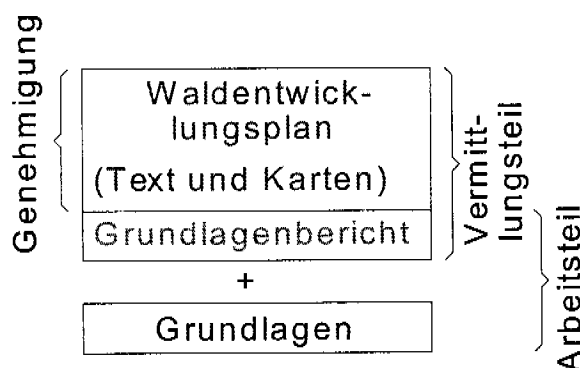 Genehmigung
Waldentwick-
lungsplan
(Text und Karten)
Grundlagenbericht
+
Grundlagen
Vermitt-
lungsteil
Arbeitsteil